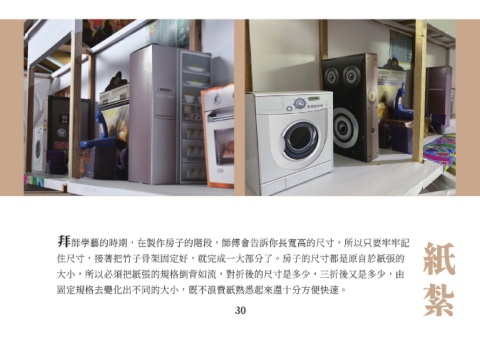 拜師學藝的時期，在製作房子的階段，師傅會告訴你長寬高的尺寸，所以只要牢牢記
住尺寸，接著把竹子骨架固定好，就完成一大部分了。房子的尺寸都是原自於紙張的
大小，所以必須把紙張的規格倒背如流，對折後的尺寸是多少，三折後又是多少，由
固定規格去變化出不同的大小，既不浪費紙熟悉起來還十分方便快速。
紙紮
30